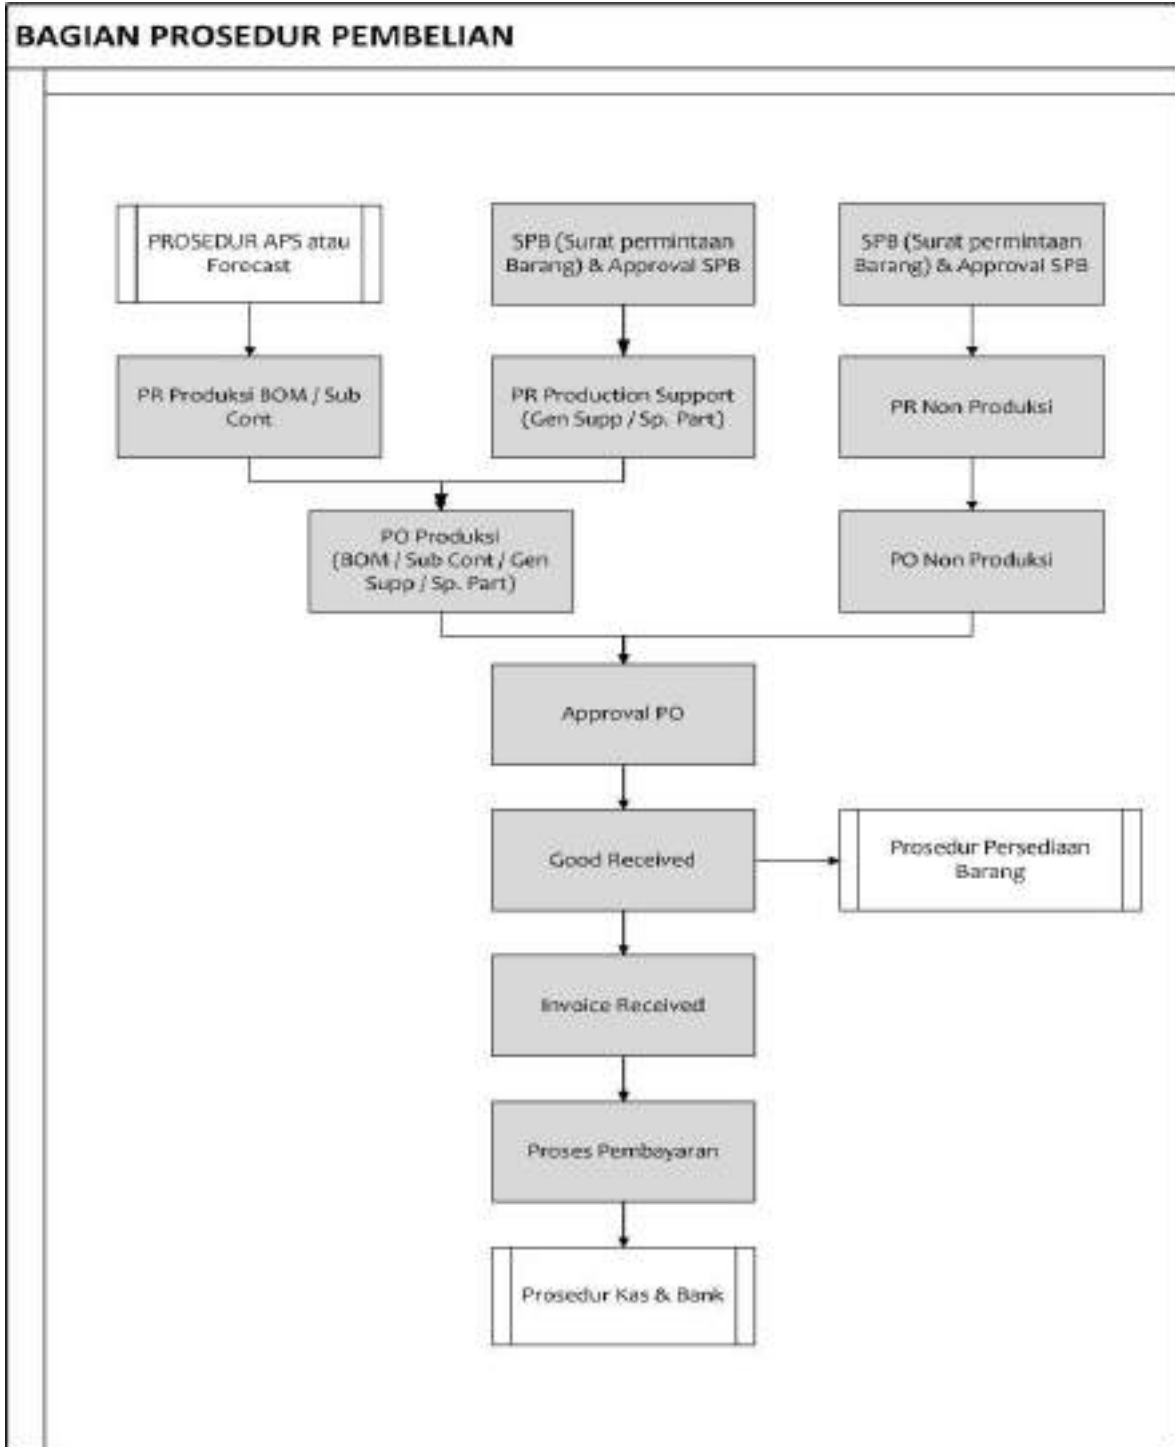 BAGIAN PROSEDUR PEMBELIAN
PROSEDUR APS atau
Forecast
SPB (Surat permintaan
Barang) & Approval SPB
SPB (Surat permintaan
Barang) & Approval SPB
PR Produksi BOM / Sub
Cont
PR Production Support
(Gen Supp / Sp. Part)
PR Non Produksi
PO Produksi
(BOM / Sub Cont / Gen
Supp / Sp. Part)
PO Non Produksi
Approval PO
Good Received
Prosedur Persediaan
Barang
Invoice Received
Proses Pembayaran
Prosedur Kas & Bank